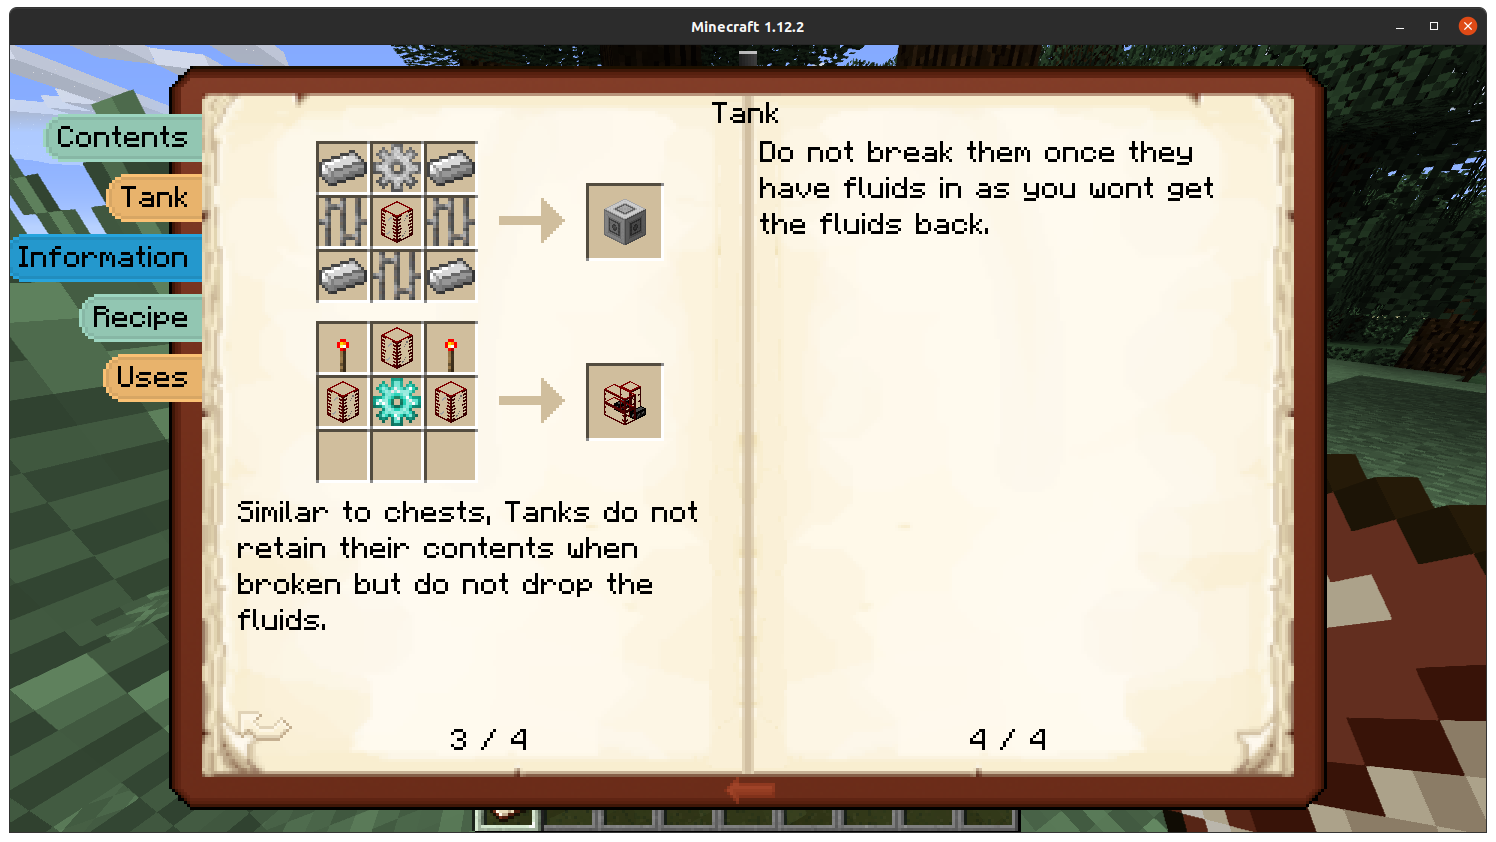 Minecraft 1.12.2
Contents
Tank
Information
Recipe
Uses
Tank
Similar to chests, Tanks do not
retain their contents when
broken but do not drop the
fluids.
3 / 4
Do not break them once they
have fluids in as you wont get
the fluids back.
4 / 4